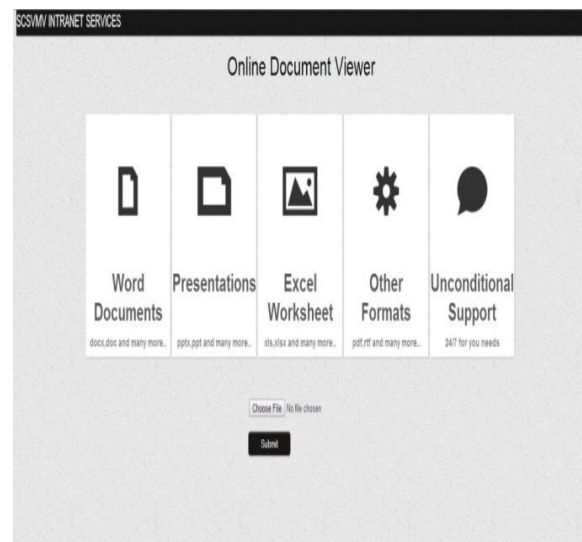 SCSVMV INTRANET SERVICES
Online Document Viewer
Word
Documents
docx,doc and many more..
Presentations
pptx,ppt and many more..
Excel
Worksheet
xls,xlsx and many more..
Other
Formats
pdf,rtf and many more..
Unconditional
Support
24/7 for you needs
Choose File No file chosen
Submit